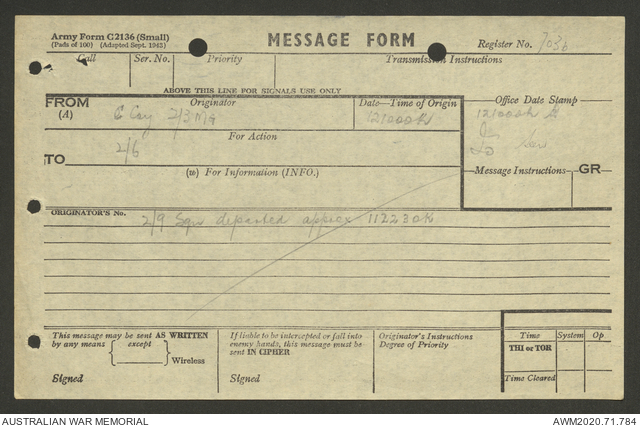 Army Form C2136 (Small)
(Pads of 100) (Adapted Sept. 1943)
MESSAGE FORM
Register No. 7036
Call
Ser. No.
Priority
Transmission Instructions
ABOVE THIS LINE FOR SIGNALS USE ONLY
FROM
(A)
Originator
C Coy 2/3 MG
Date—Time of Origin
121000K
Office Date Stamp
121000K
For Action
TO
2/6
(w) For Information (INFO.)
Message Instructions
GR
ORIGINATOR'S No.
2/9 Sqn departed approx 112230K
This message may be sent AS WRITTEN
by any means except
Wireless
Signed
If liable to be intercepted or fall into
enemy hands, this message must be
sent IN CIPHER
Signed
Originator's Instructions
Degree of Priority
Time
System
Op
THI or TOR
Time Cleared
AUSTRALIAN WAR MEMORIAL
AWM2020.71.784